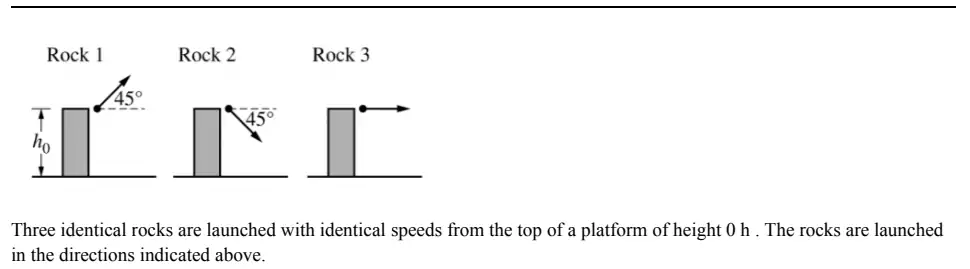 Rock 1 Rock 2 Rock 3
45° 45°
h0
Three identical rocks are launched with identical speeds from the top of a platform of height 0 h . The rocks are launched
in the directions indicated above.